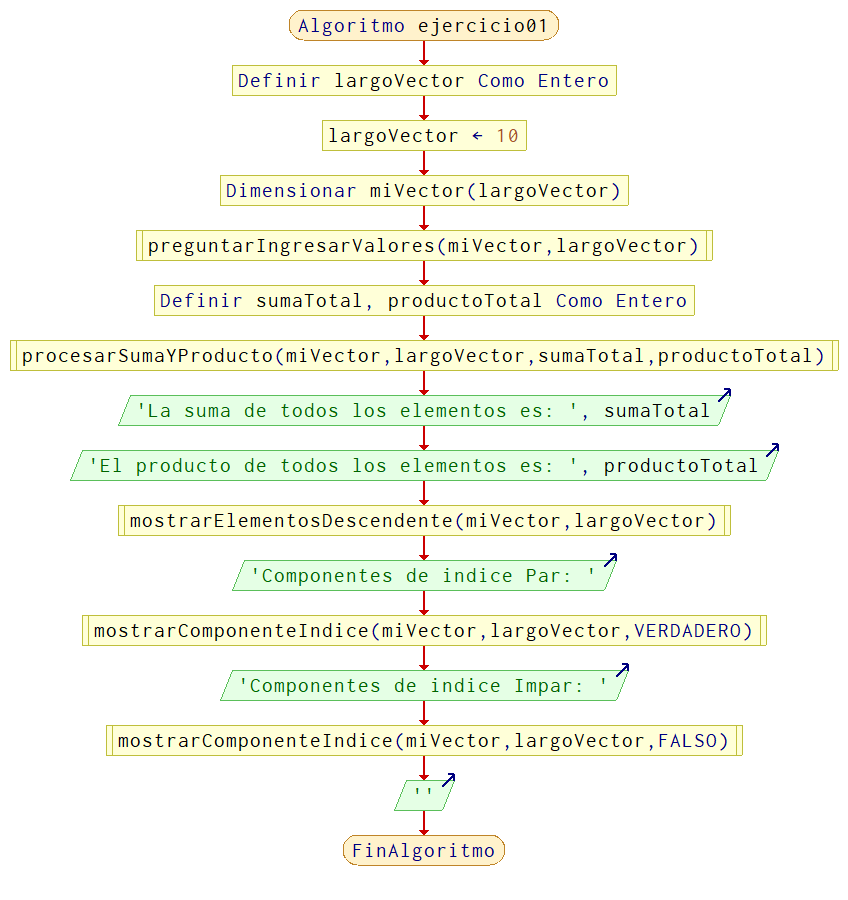 Algoritmo ejercicio01
Definir largoVector Como Entero
largoVector ← 10
Dimensionar miVector(largoVector)
preguntarIngresarValores(miVector,largoVector)
Definir sumaTotal, productoTotal Como Entero
procesarSumaYProducto(miVector,largoVector,sumaTotal,productoTotal)
'La suma de todos los elementos es: ', sumaTotal
'El producto de todos los elementos es: ', productoTotal
mostrarElementosDescendente(miVector,largoVector)
'Componentes de indice Par: '
mostrarComponenteIndice(miVector,largoVector,VERDADERO)
'Componentes de indice Impar: '
mostrarComponenteIndice(miVector,largoVector,FALSO)
''
FinAlgoritmo